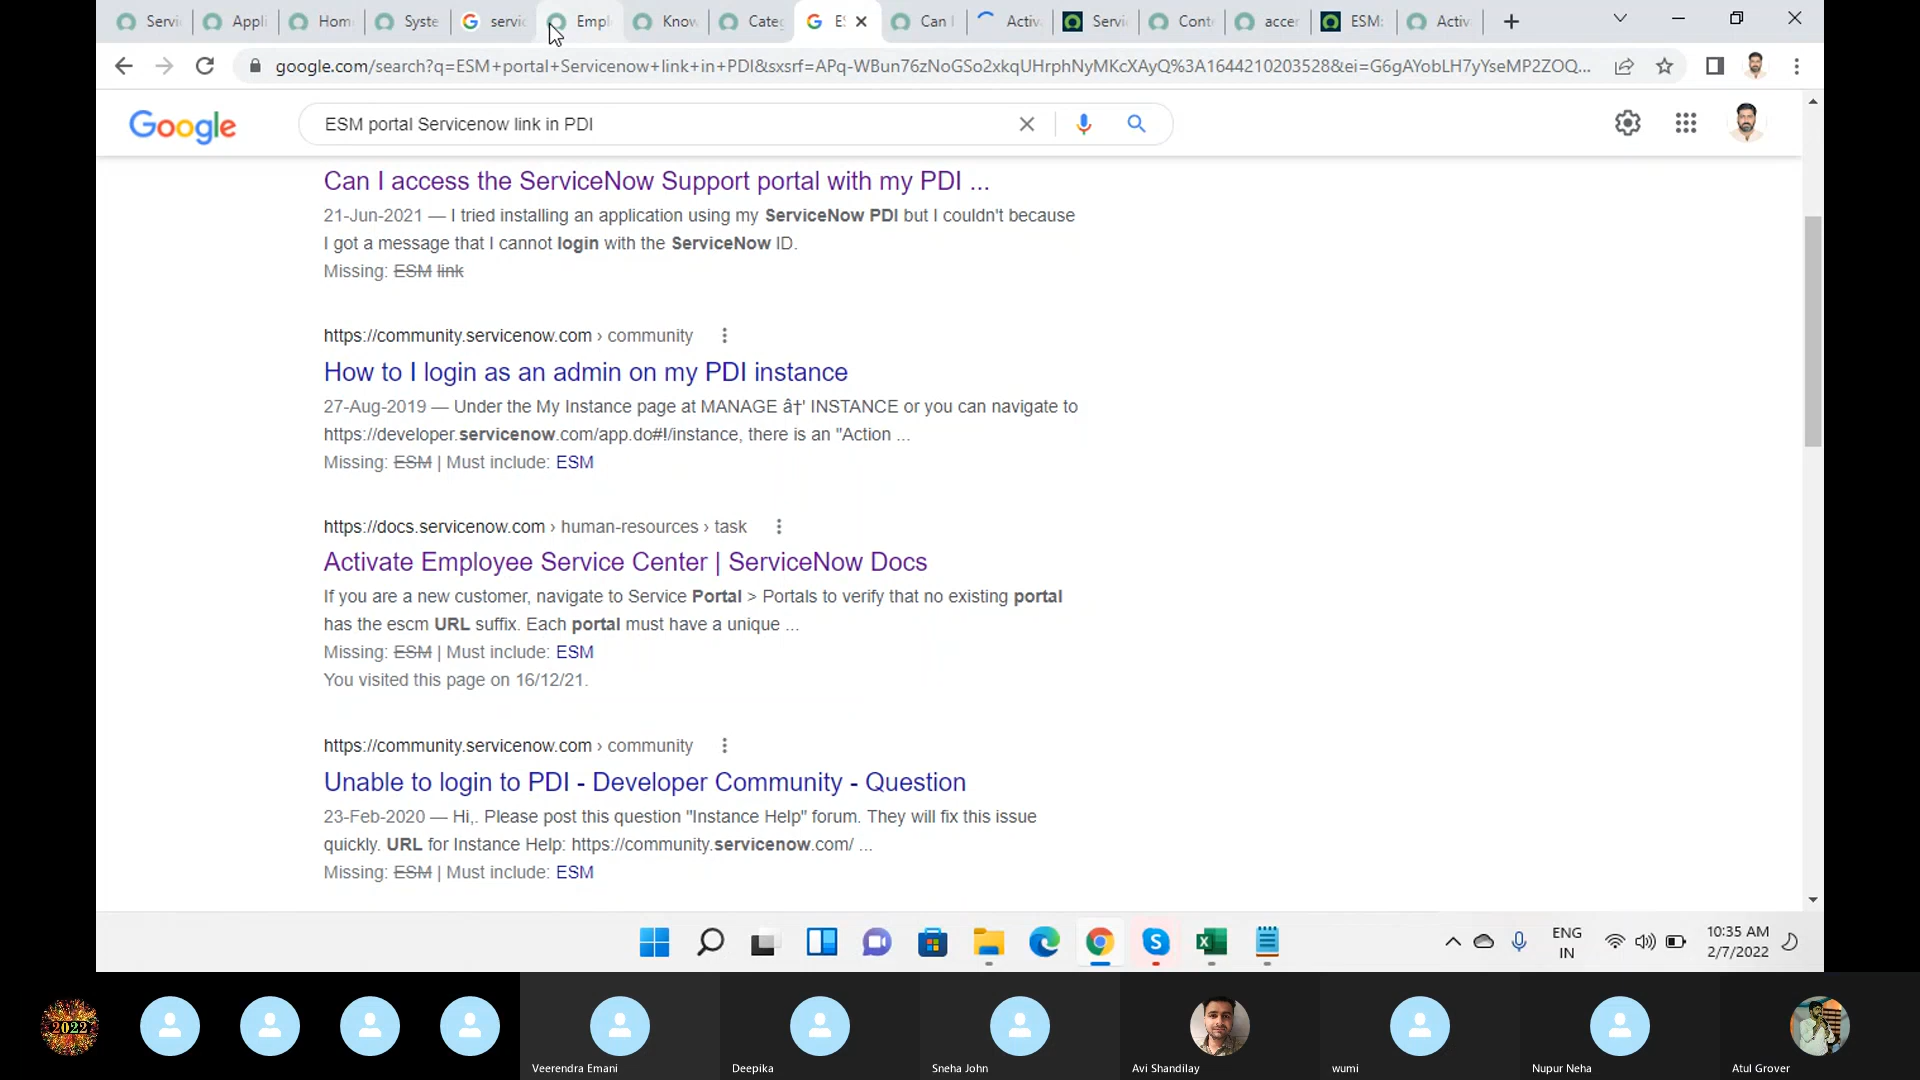 Servic
Appli
Hom
Syste
servic
Empl
Know
Categ
ES
Can I
Activa
Servi
Cont
acces
ESM:
Activa
google.com/search?q=ESM+portal+Servicenow+link+in+PDI&sxsrf=APq-WBun76zNoGSo2xkqUHrphNyMKcXAyQ%3A1644210203528&ei=G6gAYobLH7yYseMP2ZOQ...
Google
ESM portal Servicenow link in PDI
Can I access the ServiceNow Support portal with my PDI ...
21-Jun-2021 — I tried installing an application using my ServiceNow PDI but I couldn't because
I got a message that I cannot login with the ServiceNow ID.
Missing: ESM link
https://community.servicenow.com › community
How to I login as an admin on my PDI instance
27-Aug-2019 — Under the My Instance page at MANAGE â†' INSTANCE or you can navigate to
https://developer.servicenow.com/app.do#!/instance, there is an "Action ...
Missing: ESM | Must include: ESM
https://docs.servicenow.com › human-resources › task
Activate Employee Service Center | ServiceNow Docs
If you are a new customer, navigate to Service Portal > Portals to verify that no existing portal
has the escm URL suffix. Each portal must have a unique ...
Missing: ESM | Must include: ESM
You visited this page on 16/12/21.
https://community.servicenow.com › community
Unable to login to PDI - Developer Community - Question
23-Feb-2020 — Hi,. Please post this question "Instance Help" forum. They will fix this issue
quickly. URL for Instance Help: https://community.servicenow.com/ ...
Missing: ESM | Must include: ESM
ENG
IN
10:35 AM
2/7/2022
2022
Veerendra Emani
Deepika
Sneha John
Avi Shandilay
wumi
Nupur Neha
Atul Grover